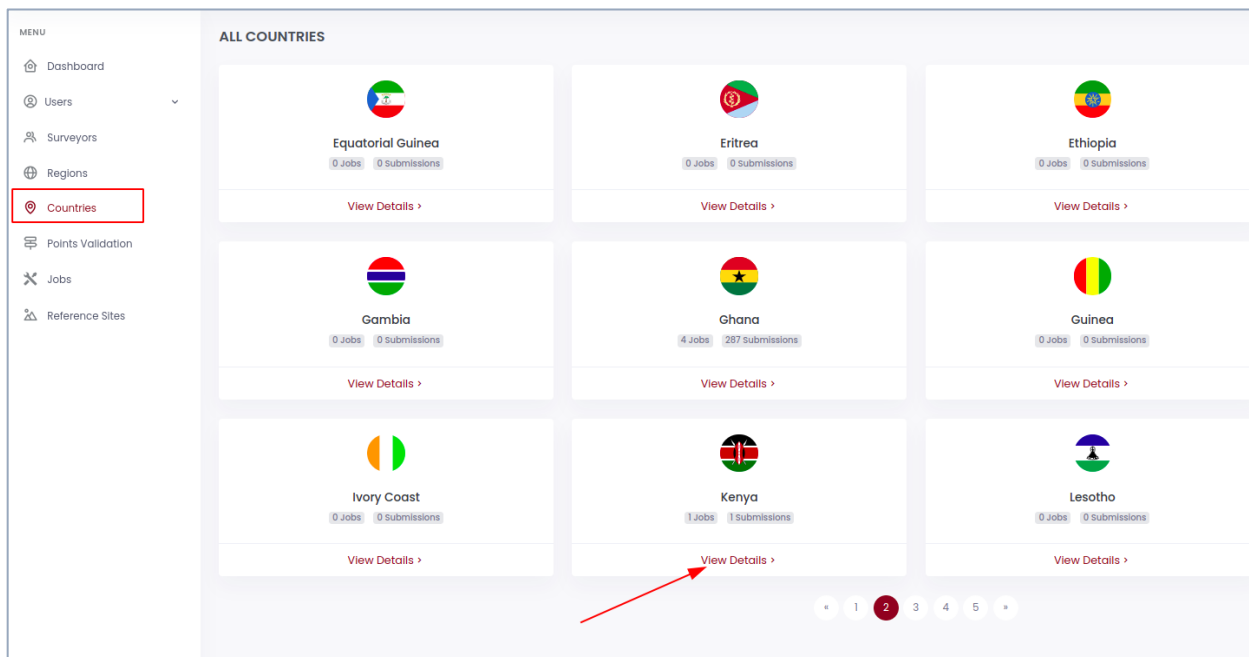 MENU
Dashboard
Users
Surveyors
Regions
Countries
Points Validation
Jobs
Reference Sites
ALL COUNTRIES
Equatorial Guinea
0 Jobs 0 Submissions
View Details ›
Eritrea
0 Jobs 0 Submissions
View Details ›
Ethiopia
0 Jobs 0 Submissions
View Details ›
Gambia
0 Jobs 0 Submissions
View Details ›
Ghana
4 Jobs 287 Submissions
View Details ›
Guinea
0 Jobs 0 Submissions
View Details ›
Ivory Coast
0 Jobs 0 Submissions
View Details ›
Kenya
1 Jobs 1 Submissions
View Details ›
Lesotho
0 Jobs 0 Submissions
View Details ›
« 1 2 3 4 5 »